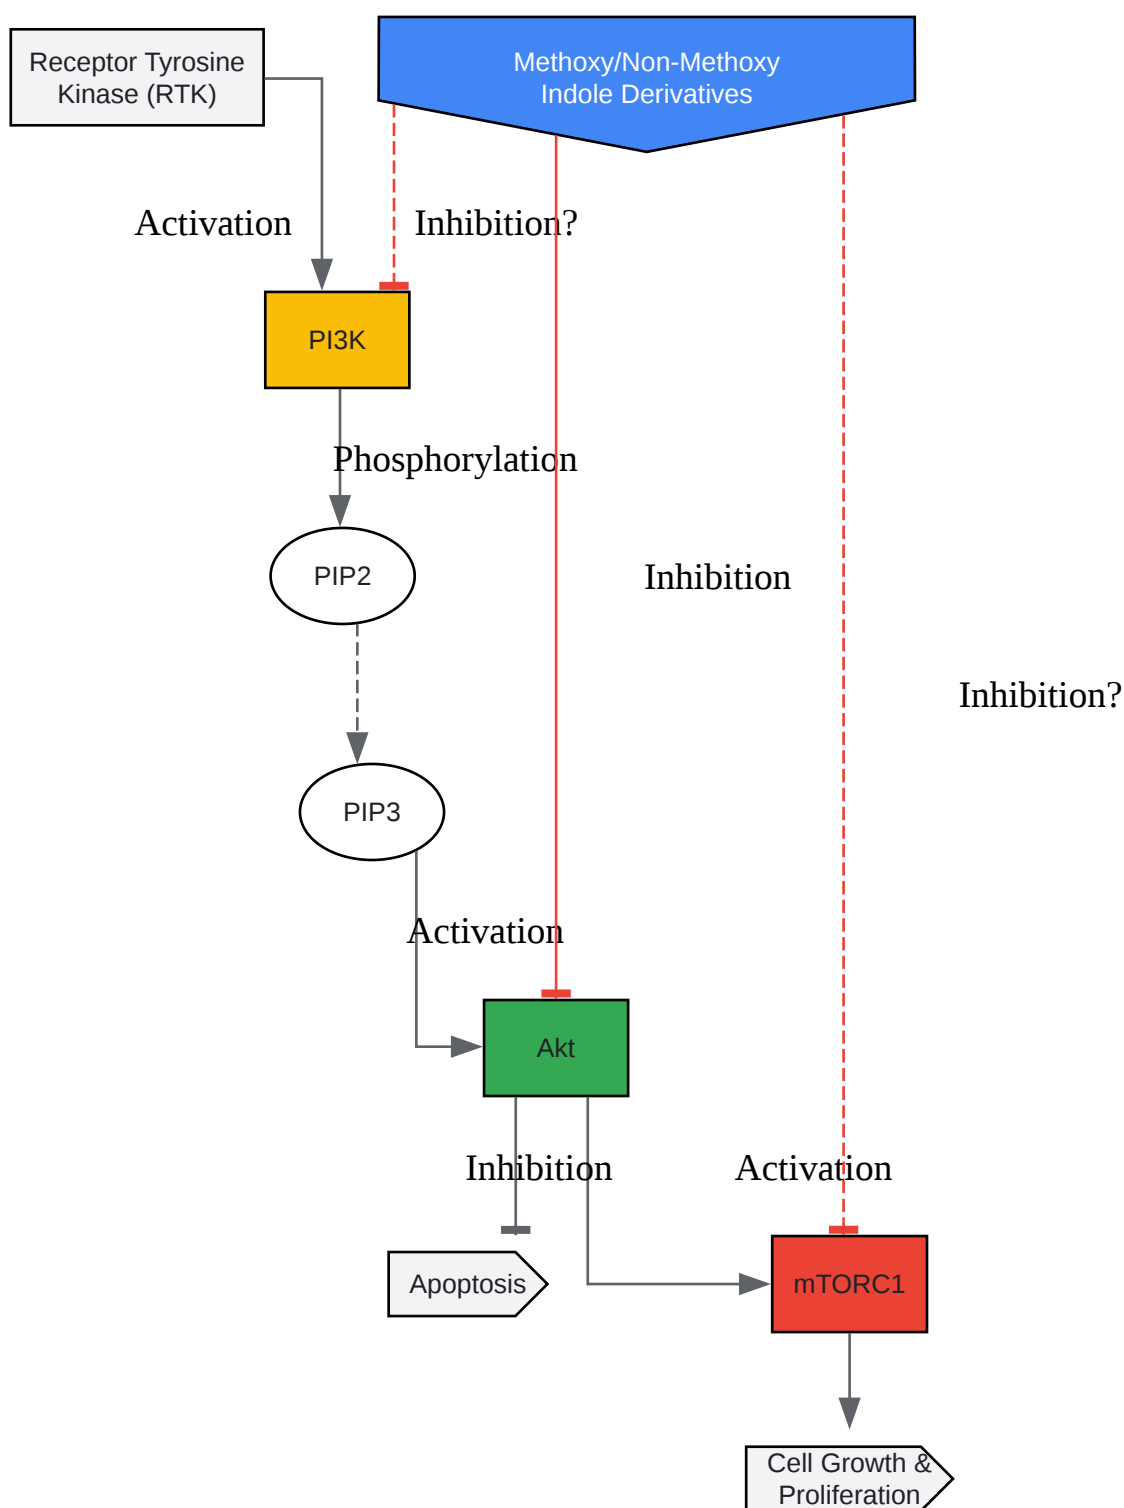 Receptor Tyrosine
Kinase (RTK)
Methoxy/Non-Methoxy
Indole Derivatives
Activation
Inhibition?
PI3K
Phosphorylation
PIP2
Inhibition
Inhibition?
PIP3
Activation
Akt
Inhibition
Activation
Apoptosis
mTORC1
Cell Growth &
Proliferation